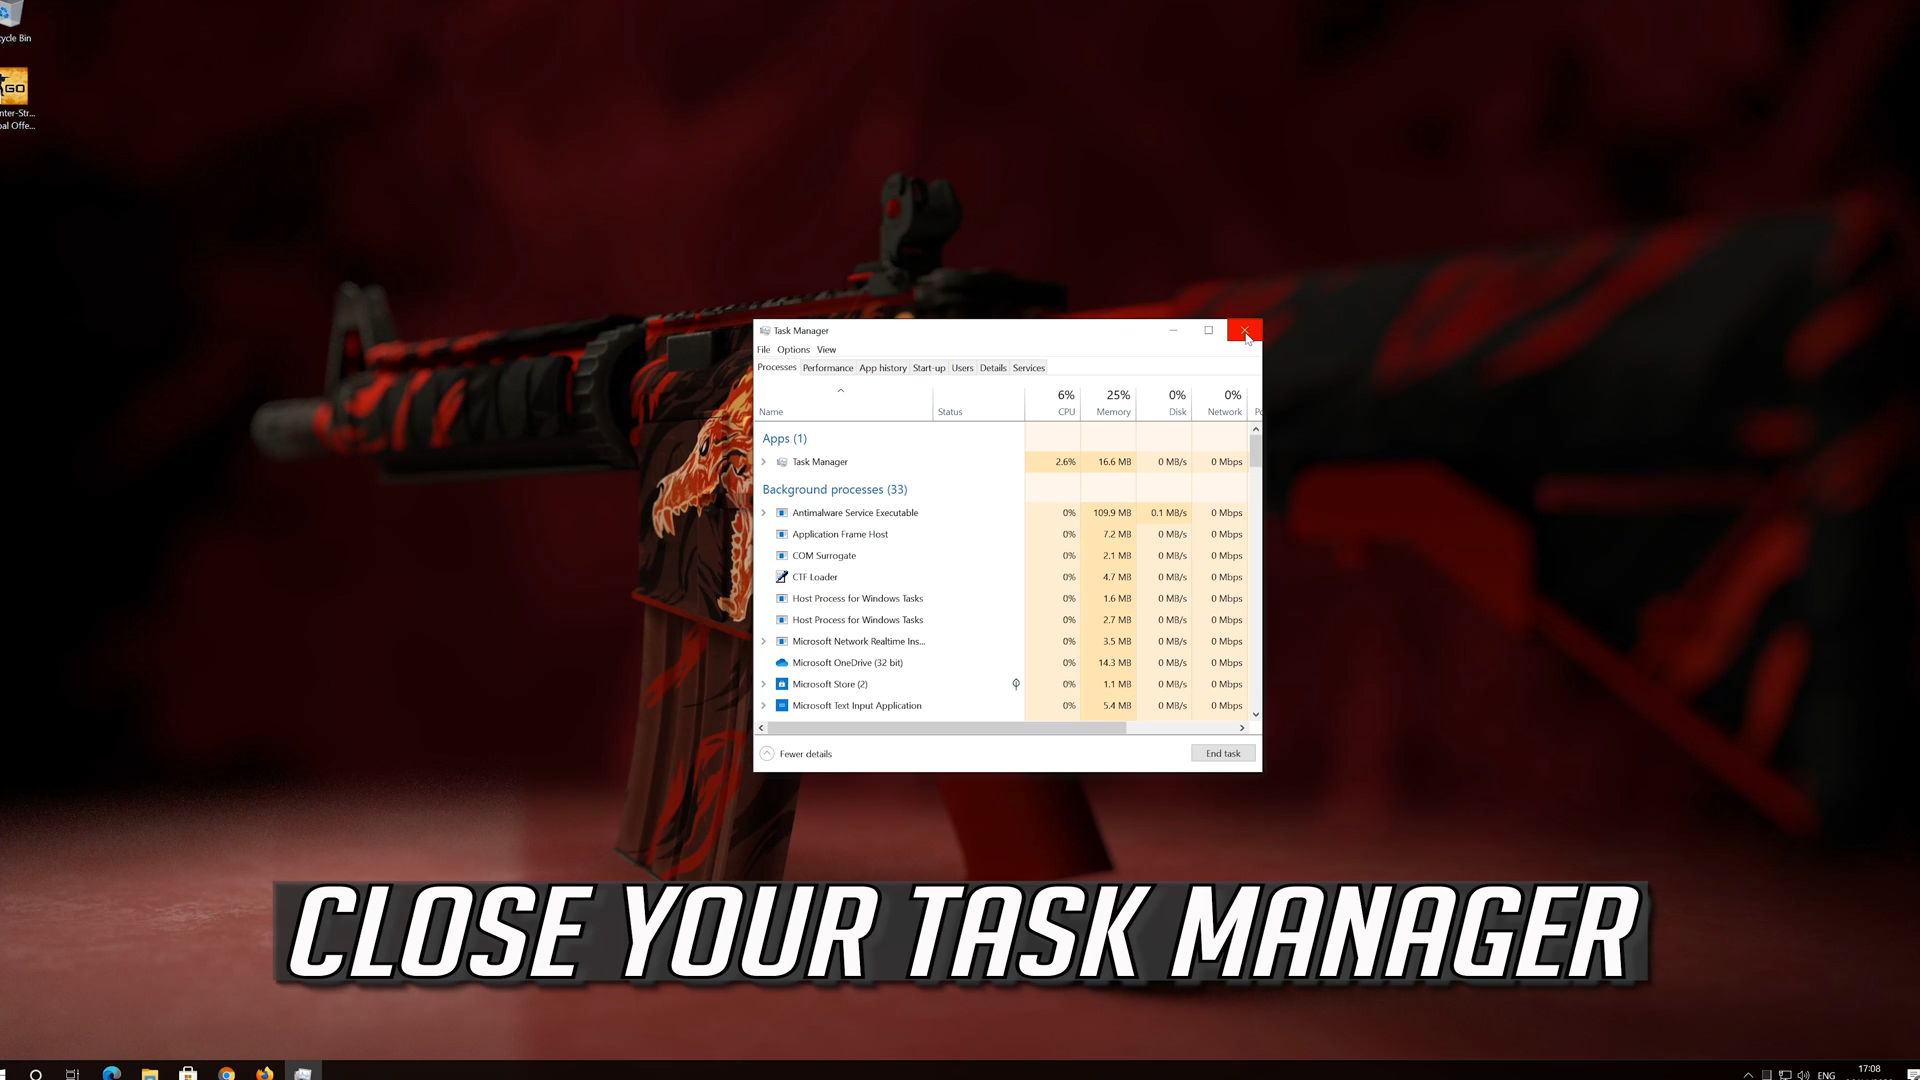 cycle Bin
GO
nter-Str...
bal Offe...
Task Manager
File Options View
Processes Performance App history Start-up Users Details Services
6% 25% 0% 0%
Name Status CPU Memory Disk Network Po
Apps (1)
Task Manager 2.6% 16.6 MB 0 MB/s 0 Mbps
Background processes (33)
Antimalware Service Executable 0% 109.9 MB 0.1 MB/s 0 Mbps
Application Frame Host 0% 7.2 MB 0 MB/s 0 Mbps
COM Surrogate 0% 2.1 MB 0 MB/s 0 Mbps
CTF Loader 0% 4.7 MB 0 MB/s 0 Mbps
Host Process for Windows Tasks 0% 1.6 MB 0 MB/s 0 Mbps
Host Process for Windows Tasks 0% 2.7 MB 0 MB/s 0 Mbps
Microsoft Network Realtime Ins... 0% 3.5 MB 0 MB/s 0 Mbps
Microsoft OneDrive (32 bit) 0% 14.3 MB 0 MB/s 0 Mbps
Microsoft Store (2) 0% 1.1 MB 0 MB/s 0 Mbps
Microsoft Text Input Application 0% 5.4 MB 0 MB/s 0 Mbps
Fewer details End task
CLOSE YOUR TASK MANAGER
ENG 17:08